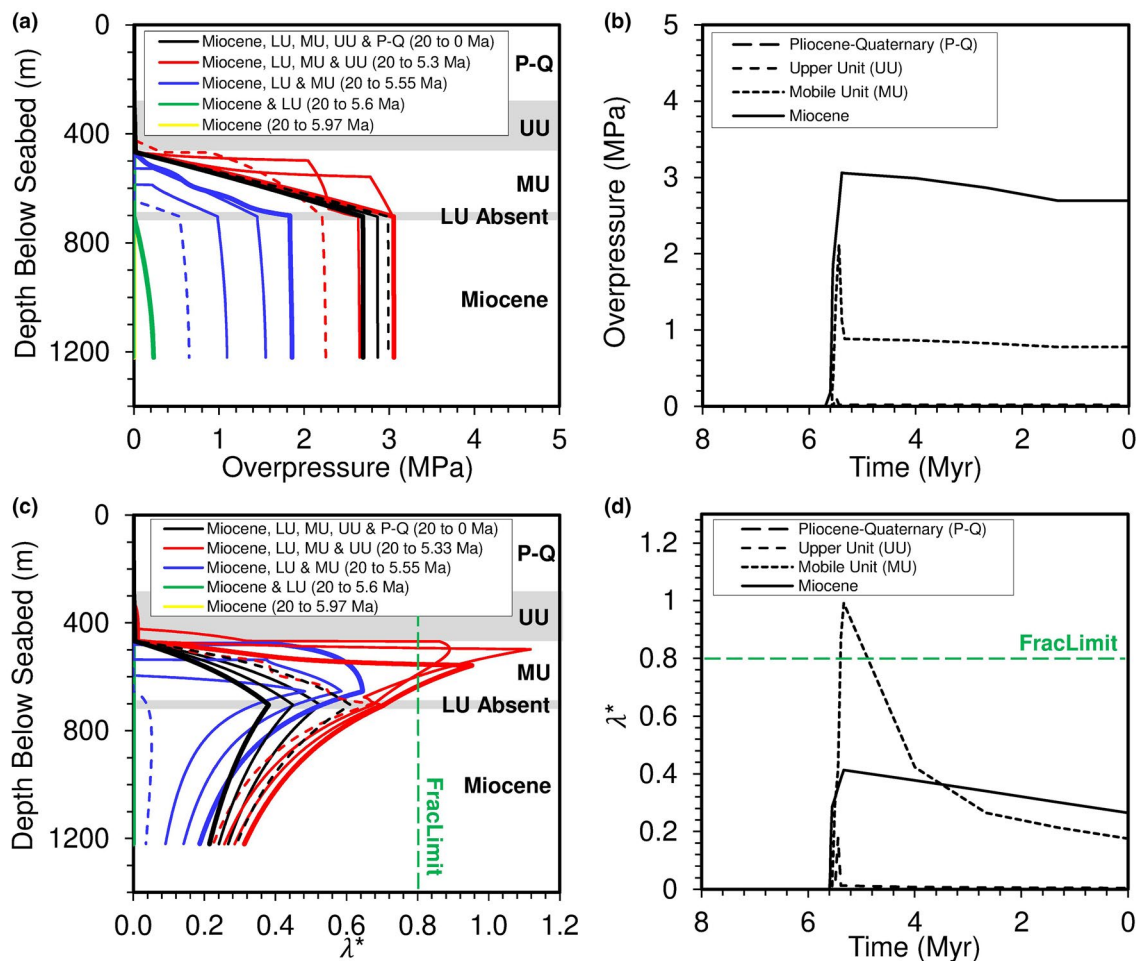 (a)
0
400
800
1200
Depth Below Seabed (m)
Miocene, LU, MU, UU & P-Q (20 to 0 Ma)
Miocene, LU, MU & UU (20 to 5.3 Ma)
Miocene, LU & MU (20 to 5.55 Ma)
Miocene & LU (20 to 5.6 Ma)
Miocene (20 to 5.97 Ma)
P-Q
UU
MU
LU Absent
Miocene
0 1 2 3 4 5
Overpressure (MPa)
(b)
5
4
3
2
1
0
Overpressure (MPa)
Pliocene-Quaternary (P-Q)
Upper Unit (UU)
Mobile Unit (MU)
Miocene
8 6 4 2 0
Time (Myr)
(c)
0
400
800
1200
Depth Below Seabed (m)
Miocene, LU, MU, UU & P-Q (20 to 0 Ma)
Miocene, LU, MU & UU (20 to 5.33 Ma)
Miocene, LU & MU (20 to 5.55 Ma)
Miocene & LU (20 to 5.6 Ma)
Miocene (20 to 5.97 Ma)
P-Q
UU
MU
LU Absent
Miocene
FracLimit
0.0 0.2 0.4 0.6 0.8 1.0 1.2
λ*
(d)
1.2
1
0.8
0.6
0.4
0.2
0
λ*
Pliocene-Quaternary (P-Q)
Upper Unit (UU)
Mobile Unit (MU)
Miocene
FracLimit
8 6 4 2 0
Time (Myr)